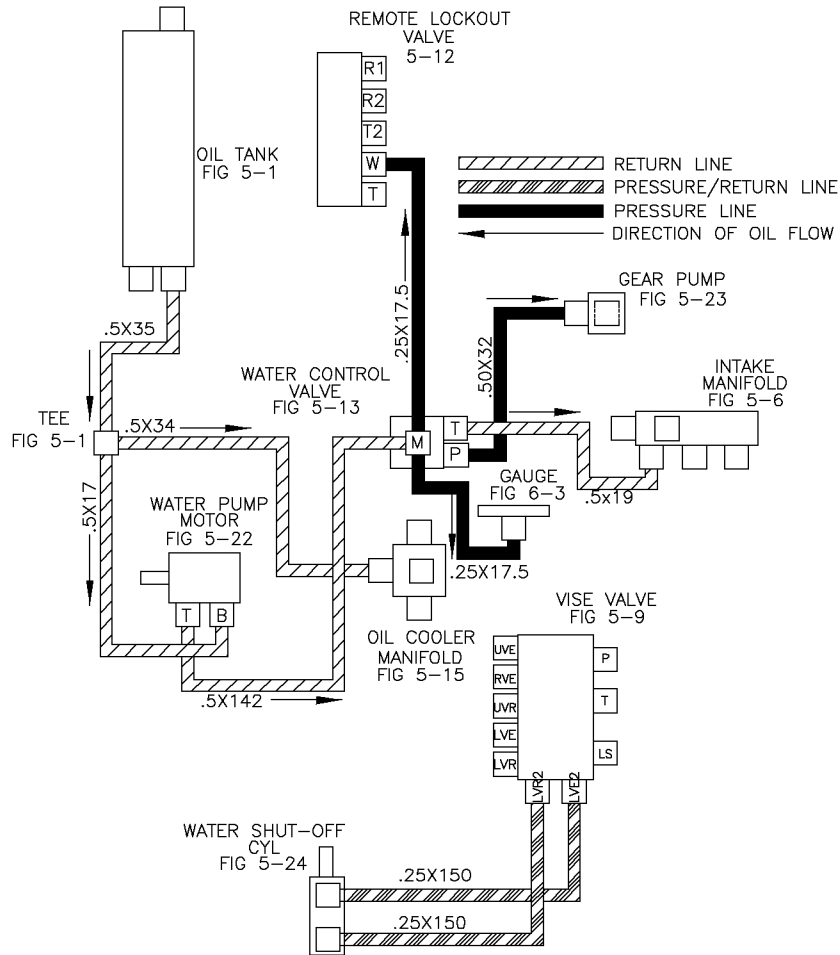 REMOTE LOCKOUT
VALVE
5-12
R1
R2
T2
W
T
OIL TANK
FIG 5-1
RETURN LINE
PRESSURE/RETURN LINE
PRESSURE LINE
DIRECTION OF OIL FLOW
GEAR PUMP
FIG 5-23
.5X35
.25X17.5
.50X32
WATER CONTROL
VALVE
FIG 5-13
INTAKE
MANIFOLD
FIG 5-6
TEE
FIG 5-1
.5X34
M
T
P
GAUGE
FIG 6-3
.5x19
.5X17
WATER PUMP
MOTOR
FIG 5-22
T
B
.25X17.5
OIL COOLER
MANIFOLD
FIG 5-15
.5X142
VISE VALVE
FIG 5-9
UVE
RVE
UVR
LVE
LVR
P
T
LS
LVR2
LVE2
WATER SHUT-OFF
CYL
FIG 5-24
.25X150
.25X150